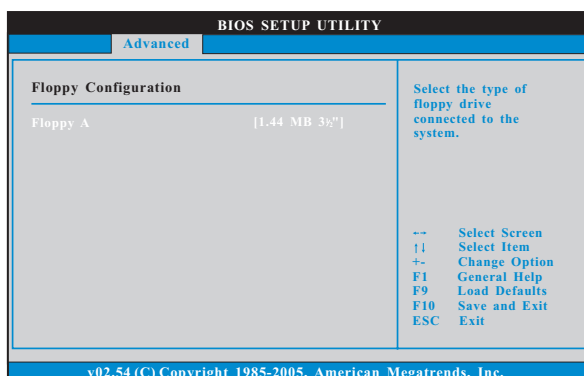 BIOS SETUP UTILITY
Advanced
Floppy Configuration
Floppy A [1.44 MB 3½"]
Select the type of
floppy drive
connected to the
system.
←→ Select Screen
↑↓ Select Item
+- Change Option
F1 General Help
F9 Load Defaults
F10 Save and Exit
ESC Exit
v02.54 (C) Copyright 1985-2005, American Megatrends, Inc.